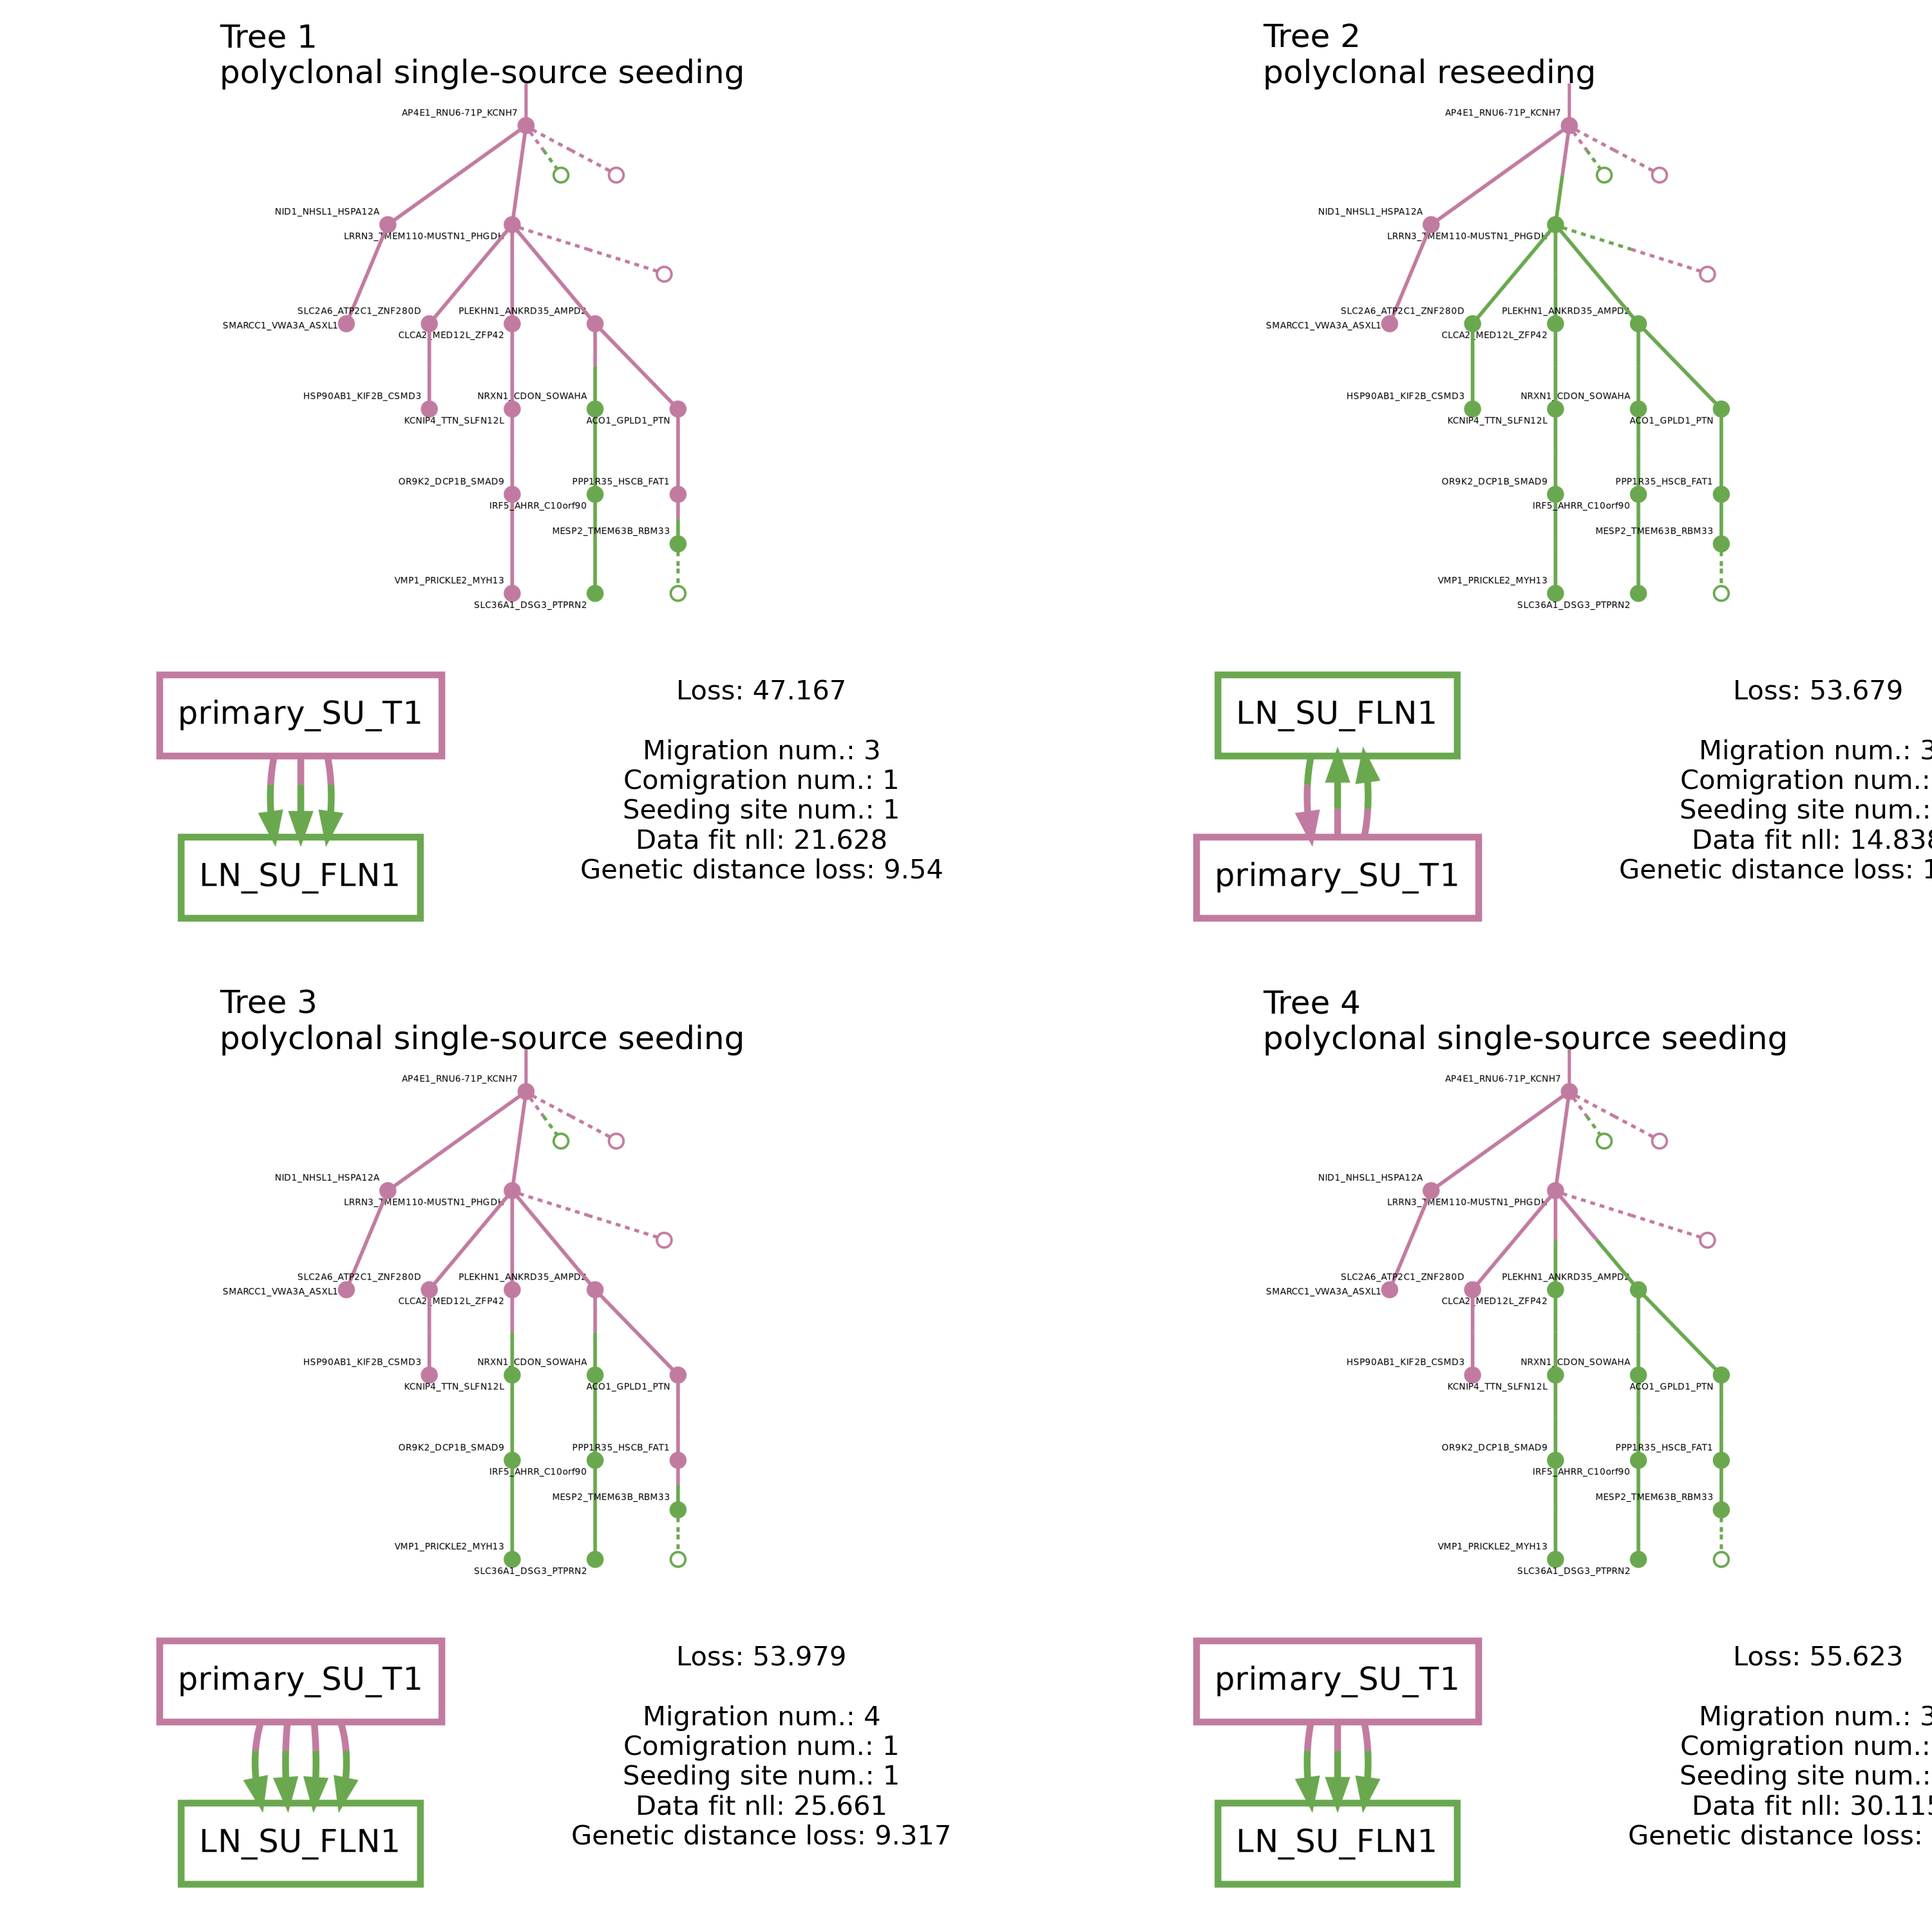 Tree 1
polyclonal single-source seeding
AP4E1_RNU6-71P_KCNH7
NID1_NHSL1_HSPA12A
LRRN3_TMEM110-MUSTN1_PHGDH
SLC2A6_ATP2C1_ZNF280D
PLEKHN1_ANKRD35_AMPD2
SMARCC1_VWA3A_ASXL1
CLCA2_MED12L_ZFP42
HSP90AB1_KIF2B_CSMD3
NRXN1_CDON_SOWAHA
KCNIP4_TTN_SLFN12L
ACO1_GPLD1_PTN
OR9K2_DCP1B_SMAD9
PPP1R35_HSCB_FAT1
IRF5_AHRR_C10orf90
MESP2_TMEM63B_RBM33
VMP1_PRICKLE2_MYH13
SLC36A1_DSG3_PTPRN2
primary_SU_T1
LN_SU_FLN1
Loss: 47.167
Migration num.: 3
Comigration num.: 1
Seeding site num.: 1
Data fit nll: 21.628
Genetic distance loss: 9.54
Tree 2
polyclonal reseeding
AP4E1_RNU6-71P_KCNH7
NID1_NHSL1_HSPA12A
LRRN3_TMEM110-MUSTN1_PHGDH
SLC2A6_ATP2C1_ZNF280D
PLEKHN1_ANKRD35_AMPD2
SMARCC1_VWA3A_ASXL1
CLCA2_MED12L_ZFP42
HSP90AB1_KIF2B_CSMD3
NRXN1_CDON_SOWAHA
KCNIP4_TTN_SLFN12L
ACO1_GPLD1_PTN
OR9K2_DCP1B_SMAD9
PPP1R35_HSCB_FAT1
IRF5_AHRR_C10orf90
MESP2_TMEM63B_RBM33
VMP1_PRICKLE2_MYH13
SLC36A1_DSG3_PTPRN2
LN_SU_FLN1
primary_SU_T1
Loss: 53.679
Migration num.: 3
Comigration num.:
Seeding site num.:
Data fit nll: 14.838
Genetic distance loss: 1
Tree 3
polyclonal single-source seeding
AP4E1_RNU6-71P_KCNH7
NID1_NHSL1_HSPA12A
LRRN3_TMEM110-MUSTN1_PHGDH
SLC2A6_ATP2C1_ZNF280D
PLEKHN1_ANKRD35_AMPD2
SMARCC1_VWA3A_ASXL1
CLCA2_MED12L_ZFP42
HSP90AB1_KIF2B_CSMD3
NRXN1_CDON_SOWAHA
KCNIP4_TTN_SLFN12L
ACO1_GPLD1_PTN
OR9K2_DCP1B_SMAD9
PPP1R35_HSCB_FAT1
IRF5_AHRR_C10orf90
MESP2_TMEM63B_RBM33
VMP1_PRICKLE2_MYH13
SLC36A1_DSG3_PTPRN2
primary_SU_T1
LN_SU_FLN1
Loss: 53.979
Migration num.: 4
Comigration num.: 1
Seeding site num.: 1
Data fit nll: 25.661
Genetic distance loss: 9.317
Tree 4
polyclonal single-source seeding
AP4E1_RNU6-71P_KCNH7
NID1_NHSL1_HSPA12A
LRRN3_TMEM110-MUSTN1_PHGDH
SLC2A6_ATP2C1_ZNF280D
PLEKHN1_ANKRD35_AMPD2
SMARCC1_VWA3A_ASXL1
CLCA2_MED12L_ZFP42
HSP90AB1_KIF2B_CSMD3
NRXN1_CDON_SOWAHA
KCNIP4_TTN_SLFN12L
ACO1_GPLD1_PTN
OR9K2_DCP1B_SMAD9
PPP1R35_HSCB_FAT1
IRF5_AHRR_C10orf90
MESP2_TMEM63B_RBM33
VMP1_PRICKLE2_MYH13
SLC36A1_DSG3_PTPRN2
primary_SU_T1
LN_SU_FLN1
Loss: 55.623
Migration num.: 3
Comigration num.:
Seeding site num.:
Data fit nll: 30.115
Genetic distance loss: